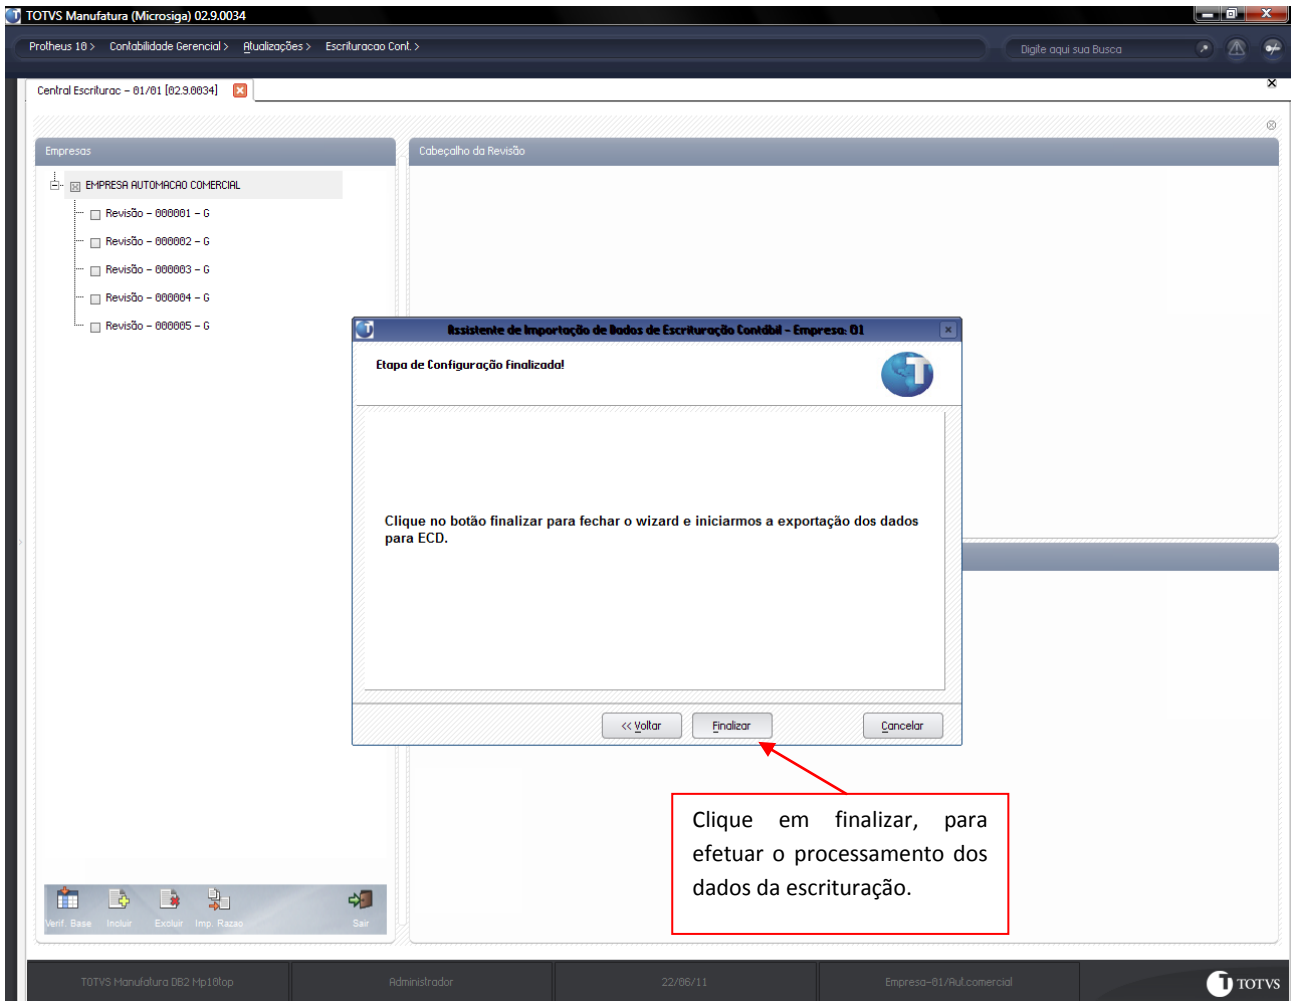 TOTVS Manufatura (Microsiga) 02.9.0034
Protheus 10 > Contabilidade Gerencial > Atualizações > Escrituracao Cont. >
Digite aqui sua Busca
Central Escriturac - 01/01 [02.9.0034]
Empresas
Cabeçalho da Revisão
EMPRESA AUTOMACAO COMERCIAL
Revisão - 000001 - G
Revisão - 000002 - G
Revisão - 000003 - G
Revisão - 000004 - G
Revisão - 000005 - G
Assistente de Importação de Dados de Escrituração Contábil - Empresa: 01
Etapa de Configuração Finalizada!
Clique no botão finalizar para fechar o wizard e iniciarmos a exportação dos dados
para ECD.
<< Voltar
Finalizar
Cancelar
Clique em finalizar, para
efetuar o processamento dos
dados da escrituração.
Verif. Base
Incluir
Excluir
Imp. Razao
Sair
TOTVS Manufatura DB2 Mp10top
Administrador
22/06/11
Empresa-01/Aut.comercial
TOTVS